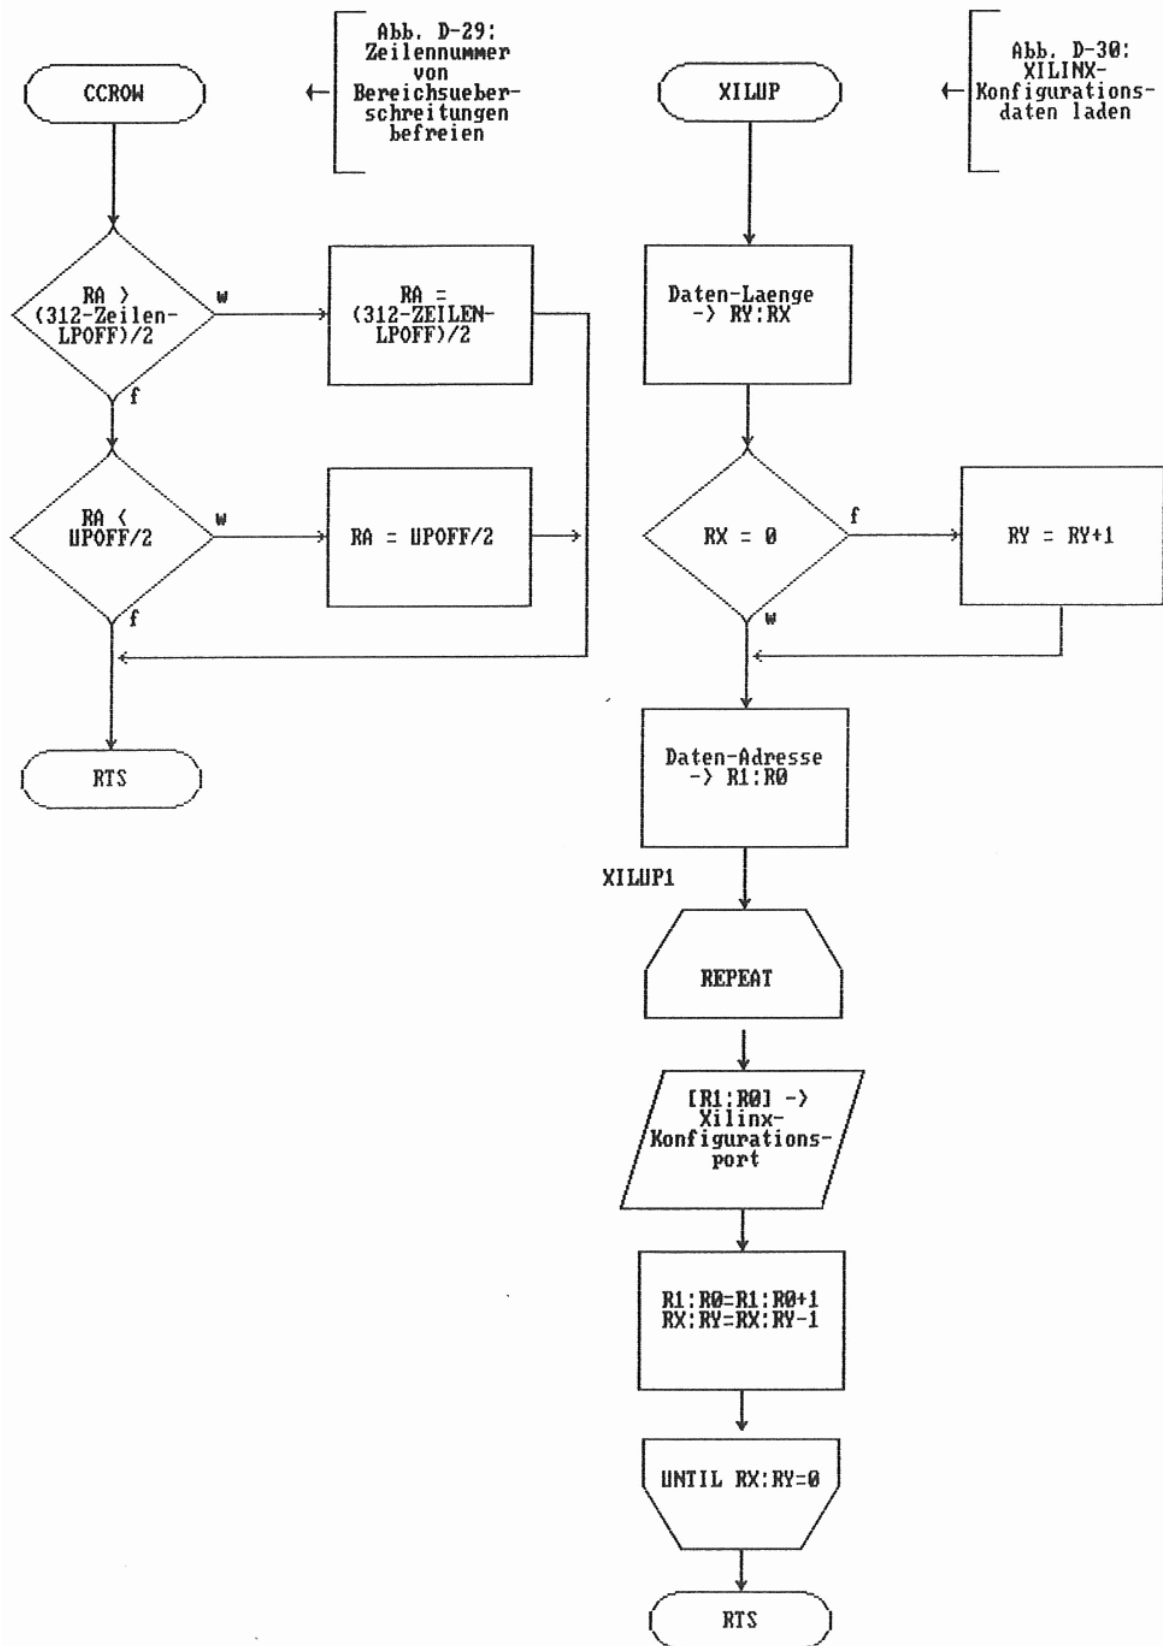 CCROW
Abb. D-29:
Zeilennummer
von
Bereichsueber-
schreitungen
befreien
RA >
(312-Zeilen-
LPOFF)/2
w
f
RA =
(312-ZEILEN-
LPOFF)/2
RA <
UPOFF/2
w
f
RA = UPOFF/2
RTS
XILUP
Abb. D-30:
XILINX-
Konfigurations-
daten laden
Daten-Laenge
-> RY:RX
RX = 0
f
w
RY = RY+1
Daten-Adresse
-> R1:R0
XILUP1
REPEAT
[R1:R0] ->
Xilinx-
Konfigurations-
port
R1:R0=R1:R0+1
RX:RY=RX:RY-1
UNTIL RX:RY=0
RTS